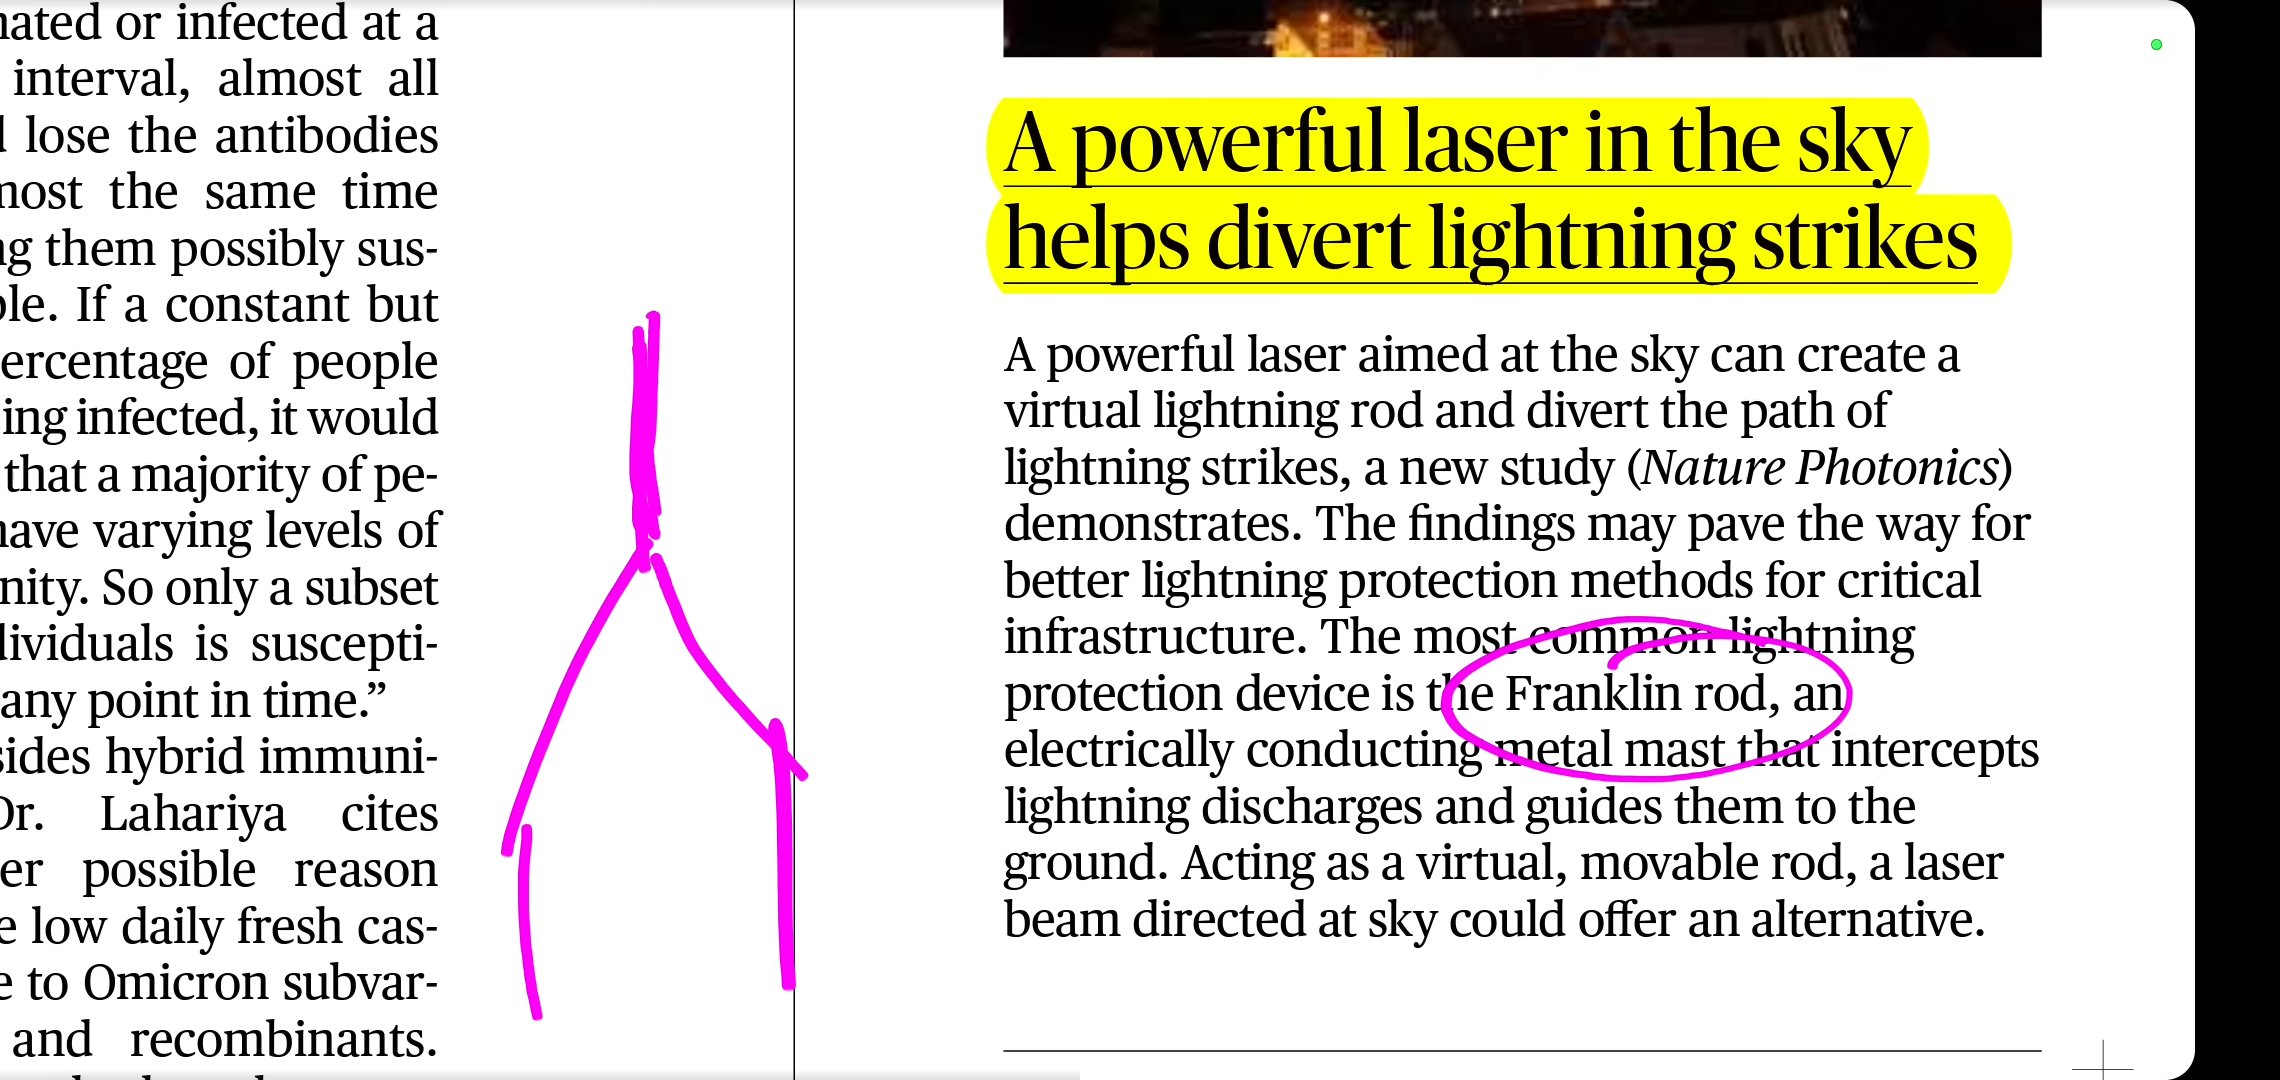 nated or infected at a
interval, almost all
lose the antibodies
most the same time
ng them possibly sus-
ple. If a constant but
ercentage of people
ing infected, it would
that a majority of pe-
have varying levels of
nity. So only a subset
dividuals is suscepti-
any point in time.”
sides hybrid immuni-
Dr. Lahariya cites
er possible reason
e low daily fresh cas-
e to Omicron subvar-
and recombinants.
A powerful laser in the sky
helps divert lightning strikes
A powerful laser aimed at the sky can create a
virtual lightning rod and divert the path of
lightning strikes, a new study (Nature Photonics)
demonstrates. The findings may pave the way for
better lightning protection methods for critical
infrastructure. The most common lightning
protection device is the Franklin rod, an
electrically conducting metal mast that intercepts
lightning discharges and guides them to the
ground. Acting as a virtual, movable rod, a laser
beam directed at sky could offer an alternative.